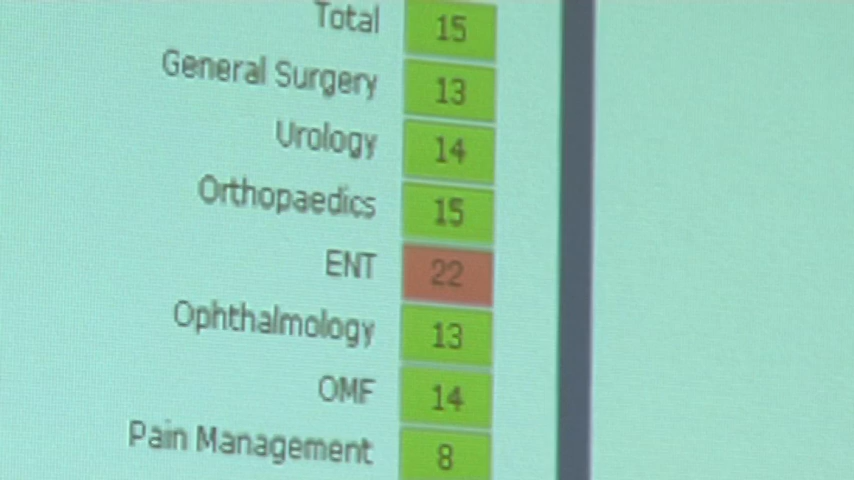 Total 15
General Surgery 13
Urology 14
Orthopaedics 15
ENT 22
Ophthalmology 13
OMF 14
Pain Management 8